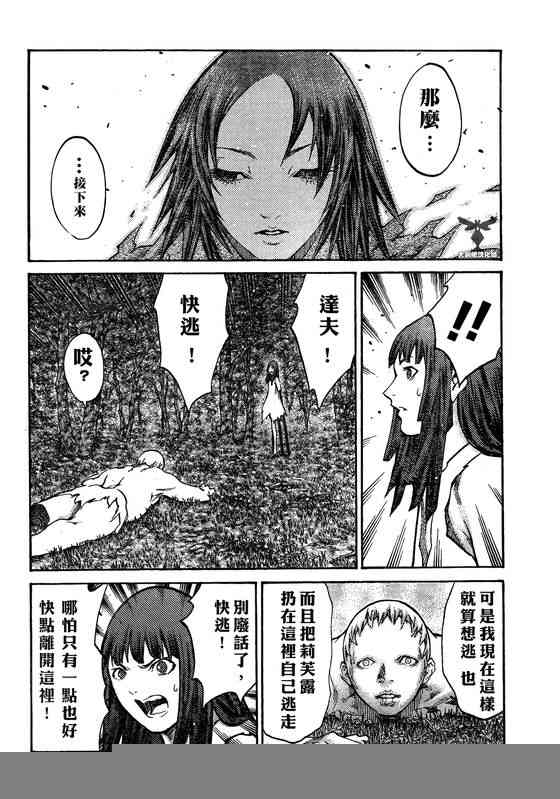 那麼⋯
⋯接下來
!!
達夫！
快逃！
哎？
可是我現在這樣
就算想逃 也
而且把莉芙露
扔在這裡自己逃走
別廢話了，
快逃！
哪怕只有一點也好
快點離開這裡！